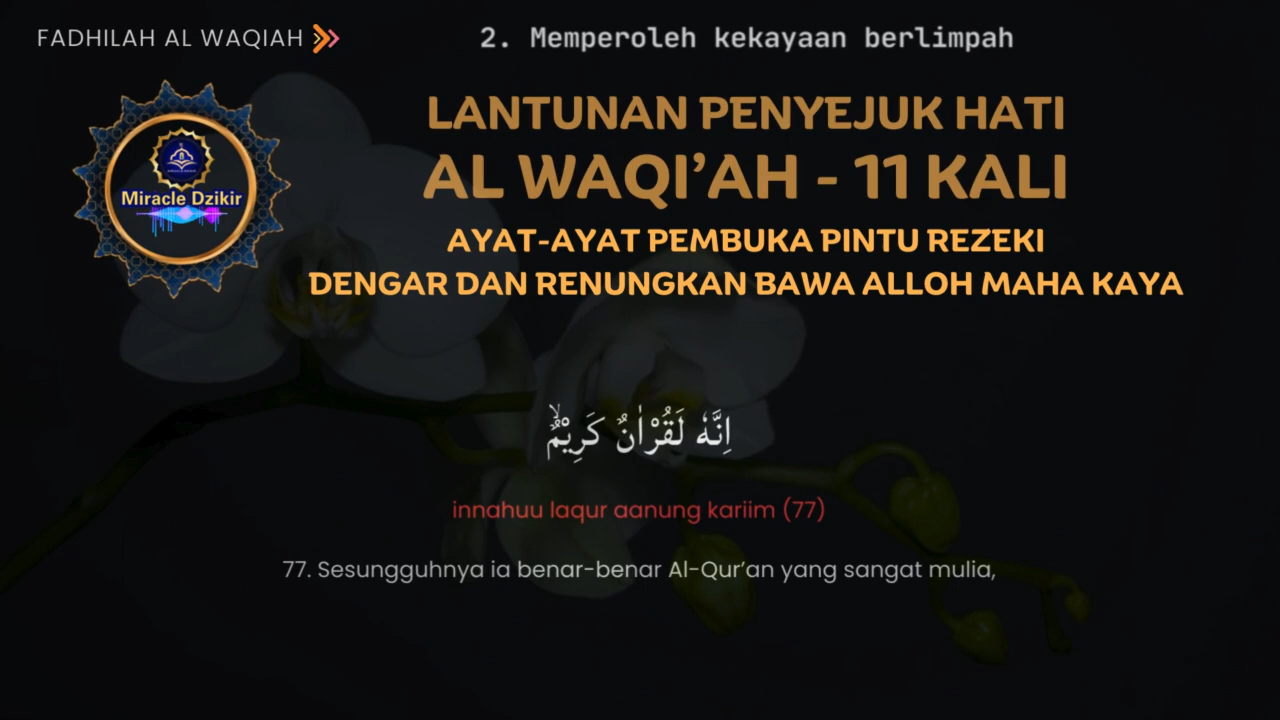 FADHILAH AL WAQIAH
2. Memperoleh kekayaan berlimpah
Miracle Dzikir
LANTUNAN PENYEJUK HATI
AL WAQI’AH - 11 KALI
AYAT-AYAT PEMBUKA PINTU REZEKI
DENGAR DAN RENUNGKAN BAWA ALLOH MAHA KAYA
اِنَّهٗ لَقُرْاٰنٌ كَرِيْمٌۙ
innahuu laqur aanung kariim (77)
77. Sesungguhnya ia benar-benar Al-Qur’an yang sangat mulia,